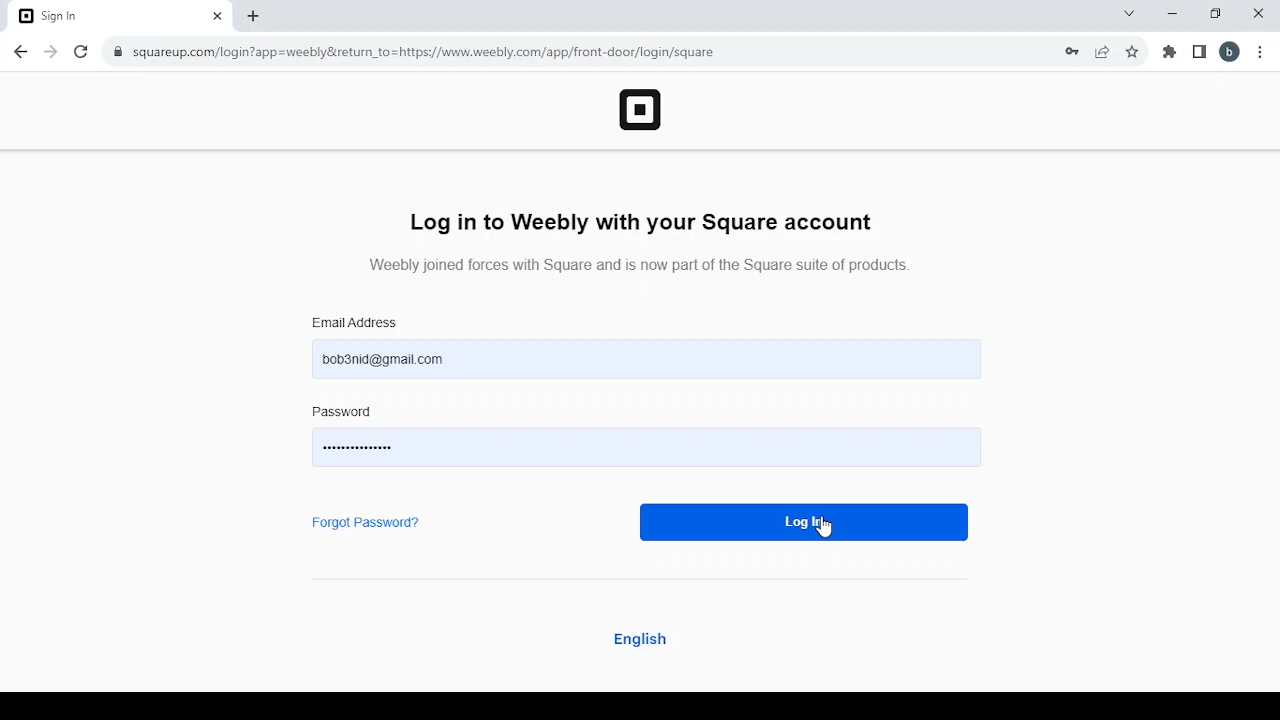 Sign In
squareup.com/login?app=weebly&return_to=https://www.weebly.com/app/front-door/login/square
b
Log in to Weebly with your Square account
Weebly joined forces with Square and is now part of the Square suite of products.
Email Address
bob3nid@gmail.com
Password
•••••••••••••••
Forgot Password?
Log In
English